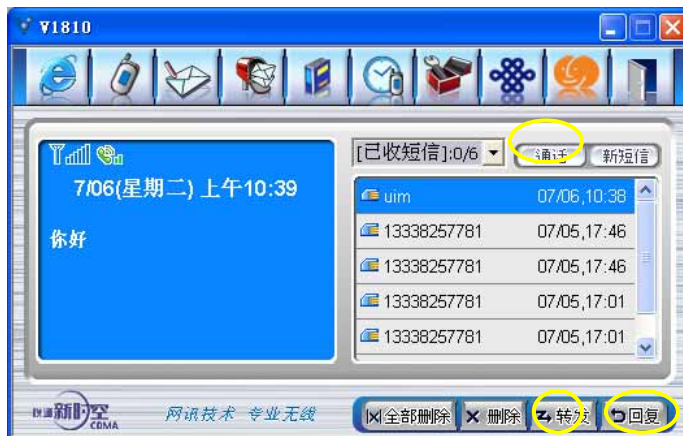 V1810
[已收短信]:0/6
通话
新短信
7/06(星期二) 上午10:39
你好
uim 07/06,10:38
13338257781 07/05,17:46
13338257781 07/05,17:46
13338257781 07/05,17:01
13338257781 07/05,17:01
联通新时空
CDMA
网讯技术 专业无线
全部删除
删除
转发
回复